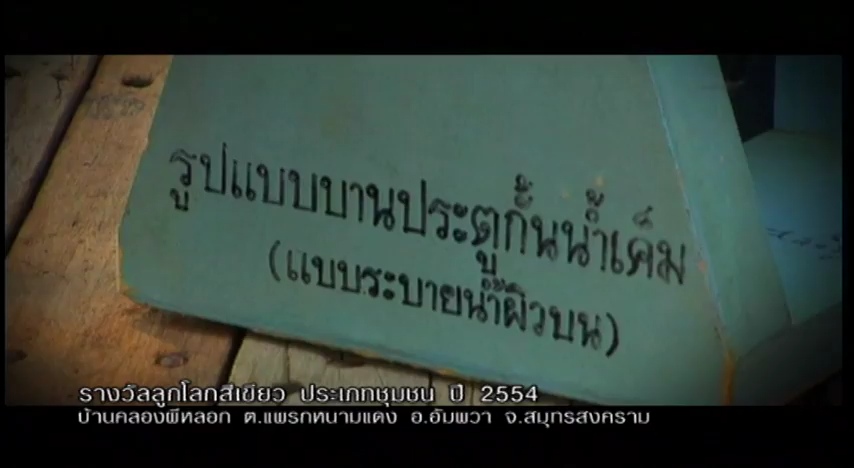 รูปแบบบานประตูกั้นน้ำเค็ม
(แบบระบายน้ำผิวบน)
รางวัลลูกโลกสีเขียว ประเภทชุมชน ปี 2554
บ้านคลองผีหลอก ต.แพรกหนามแดง อ.อัมพวา จ.สมุทรสงคราม